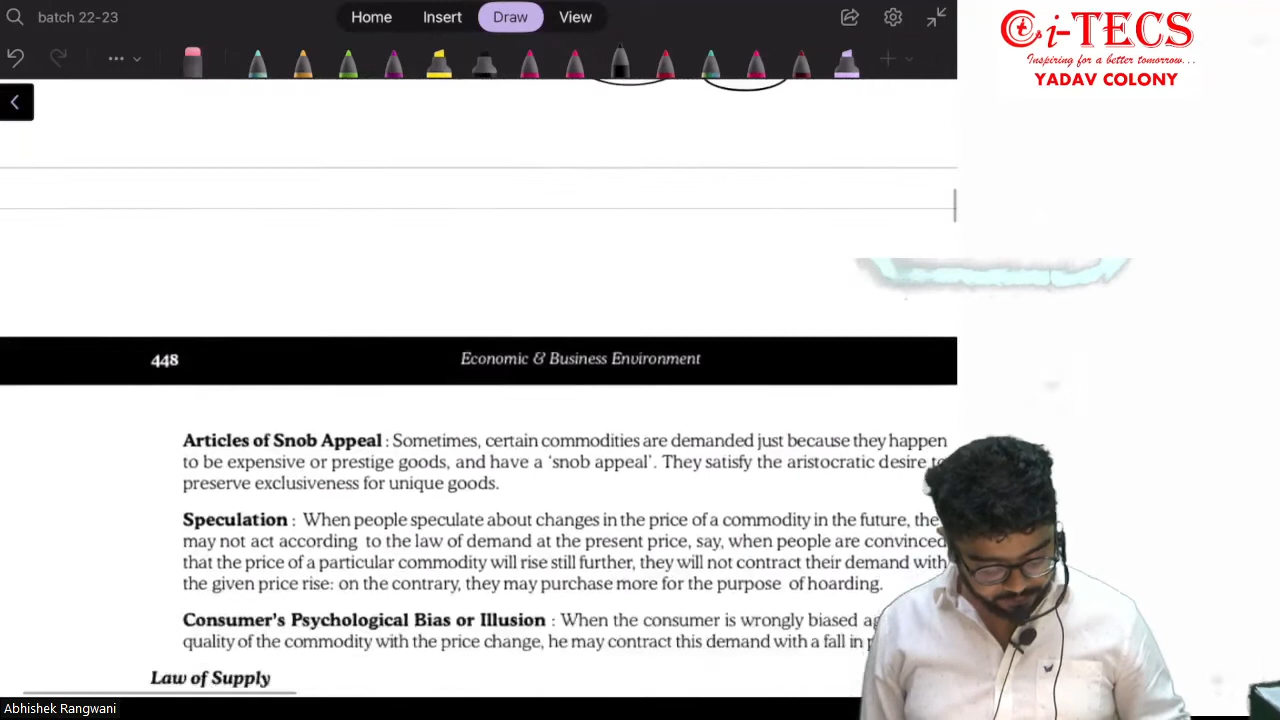 batch 22-23
Home
Insert
Draw
View
i-TECS
Inspiring for a better tomorrow...
YADAV COLONY
448
Economic & Business Environment
Articles of Snob Appeal : Sometimes, certain commodities are demanded just because they happen
to be expensive or prestige goods, and have a ‘snob appeal’. They satisfy the aristocratic desire to
preserve exclusiveness for unique goods.
Speculation : When people speculate about changes in the price of a commodity in the future, the
may not act according to the law of demand at the present price, say, when people are convinced
that the price of a particular commodity will rise still further, they will not contract their demand with
the given price rise: on the contrary, they may purchase more for the purpose of hoarding.
Consumer’s Psychological Bias or Illusion : When the consumer is wrongly biased
quality of the commodity with the price change, he may contract this demand with a fall in
Law of Supply
Abhishek Rangwani